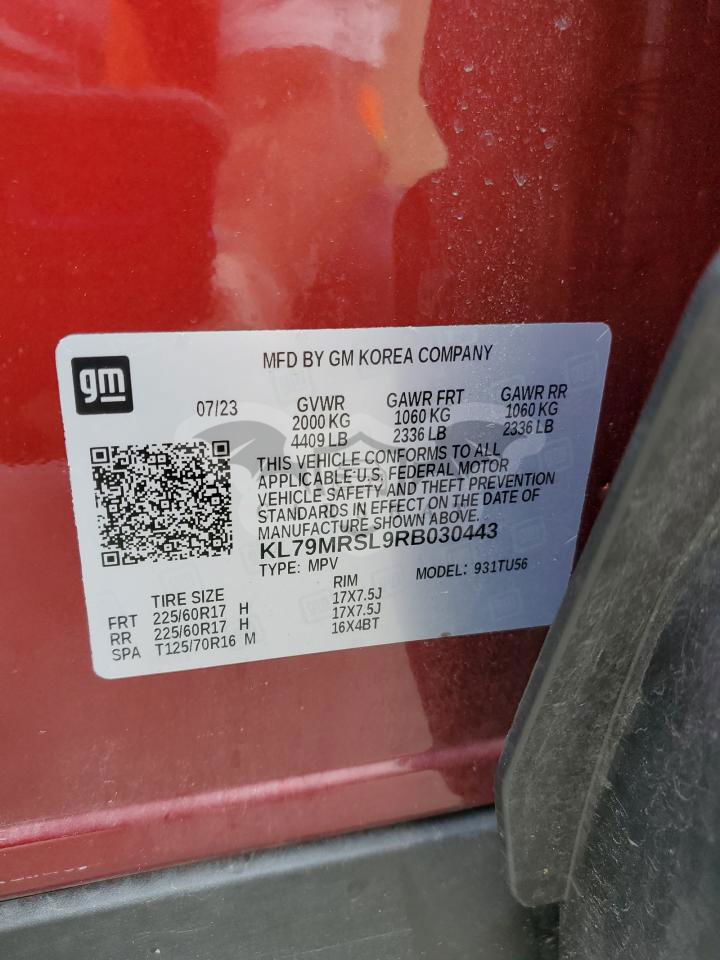 gm
MFD BY GM KOREA COMPANY
07/23
GVWR
2000 KG
4409 LB
GAWR FRT
1060 KG
2336 LB
GAWR RR
1060 KG
2336 LB
THIS VEHICLE CONFORMS TO ALL
APPLICABLE U.S. FEDERAL MOTOR
VEHICLE SAFETY AND THEFT PREVENTION
STANDARDS IN EFFECT ON THE DATE OF
MANUFACTURE SHOWN ABOVE.
KL79MRSL9RB030443
TYPE: MPV MODEL: 931TU56
TIRE SIZE RIM
FRT 225/60R17 H 17X7.5J
RR 225/60R17 H 17X7.5J
SPA T125/70R16 M 16X4BT